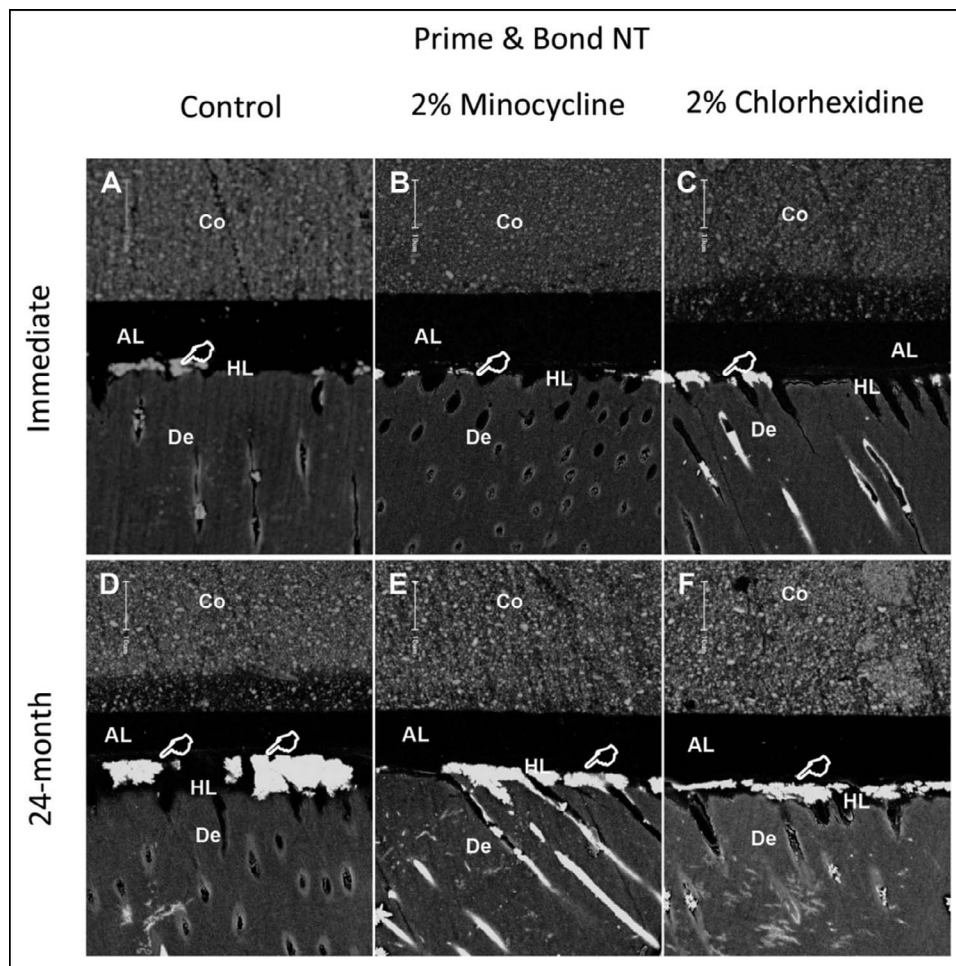 Prime & Bond NT
Control
2% Minocycline
2% Chlorhexidine
Immediate
A
Co
AL
HL
De
B
Co
AL
HL
De
C
Co
AL
HL
De
24-month
D
Co
AL
HL
De
E
Co
AL
HL
De
F
Co
AL
HL
De